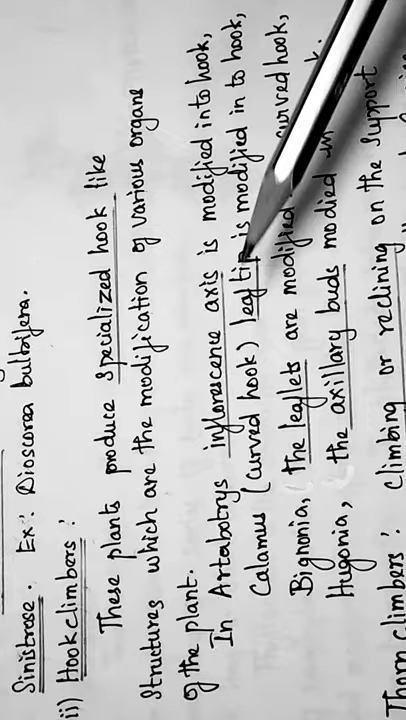 Sinistrose. Ex: Dioscorea bulbifera.
ii) Hook climbers :
These plants produce specialized hook like
structures which are the modification of various organs
of the plant.
In Artabotrys inflorescence axis is modified into hook,
Calamus (curved hook) leaf tip is modified in to hook,
Bignonia, the leaflets are modified curved hook,
Hugonia, the axillary buds modied in
Thorn climbers : climbing or reclining on the support